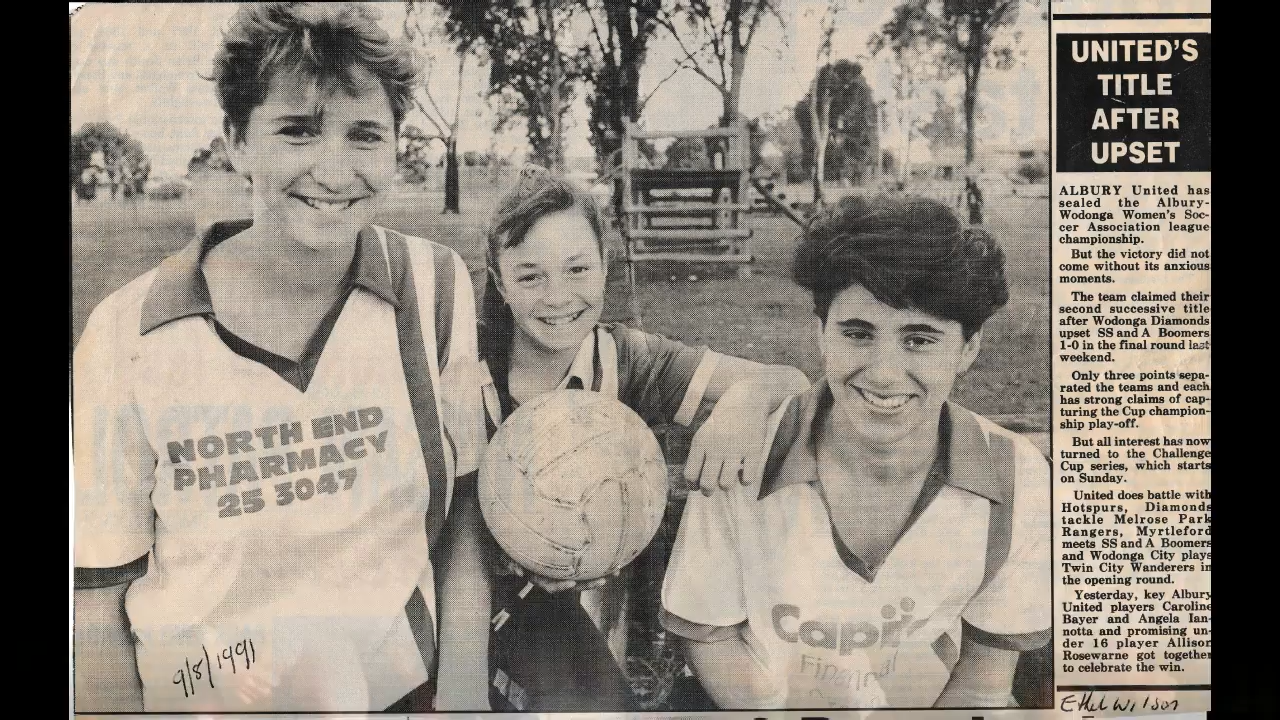 NORTH END
PHARMACY
25 3047
9/8/1991
Capii
Financial
UNITED'S
TITLE
AFTER
UPSET
ALBURY United has
sealed the Albury-
Wodonga Women's Soc-
cer Association league
championship.
But the victory did not
come without its anxious
moments.
The team claimed their
second successive title
after Wodonga Diamonds
upset SS and A Boomers
1-0 in the final round last
weekend.
Only three points sepa-
rated the teams and each
has strong claims of cap-
turing the Cup champion-
ship play-off.
But all interest has now
turned to the Challenge
Cup series, which starts
on Sunday.
United does battle with
Hotspurs, Diamonds
tackle Melrose Park
Rangers, Myrtleford
meets SS and A Boomers
and Wodonga City plays
Twin City Wanderers in
the opening round.
Yesterday, key Albury
United players Caroline
Bayer and Angela Ian-
notta and promising un-
der 16 player Allison
Rosewarne got together
to celebrate the win.
Ethel Wilson